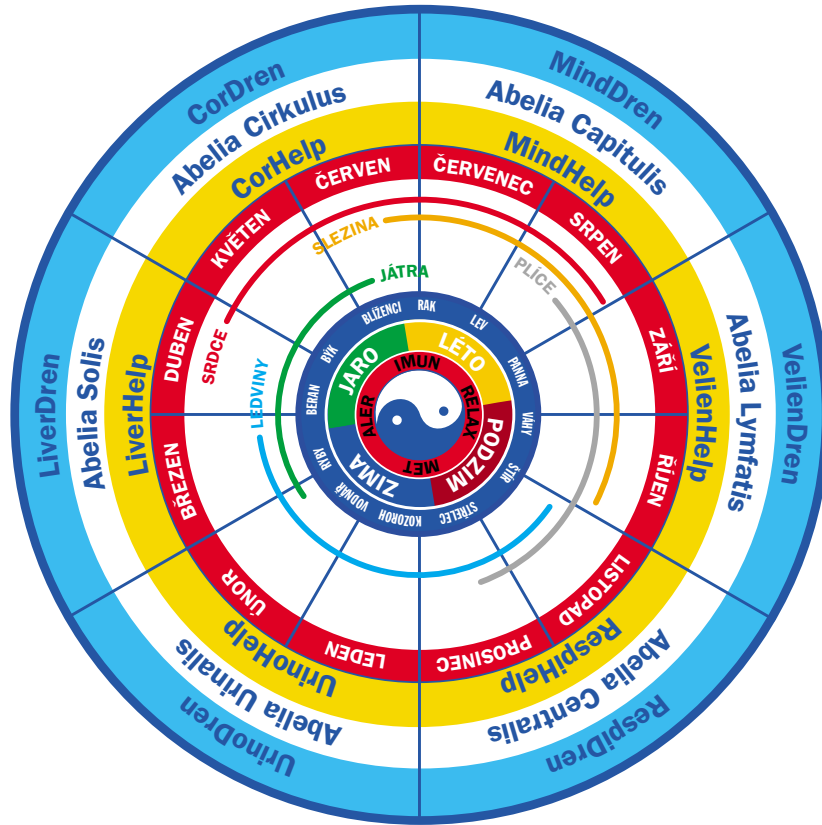 CorDren
MindDren
VelienDren
RespiDren
UrinoDren
LiverDren
Abelia Cirkulus
Abelia Capitulis
Abelia Lymfatis
Abelia Centralis
Abelia Urinalis
Abelia Solis
CorHelp
MindHelp
VelienHelp
RespiHelp
UrinoHelp
LiverHelp
ČERVEN
ČERVENEC
SRPEN
ZÁŘÍ
ŘÍJEN
LISTOPAD
PROSINEC
LEDEN
ÚNOR
BŘEZEN
DUBEN
KVĚTEN
SRDCE
SLEZINA
JÁTRA
PLÍCE
LEDVINY
BLÍŽENCI
RAK
LEV
PANNA
VÁHY
ŠTÍR
STŘELEC
KOZOROH
VODNÁŘ
RYBY
BERAN
BÝK
JARO
LÉTO
PODZIM
ZIMA
IMUN
RELAX
MET
ALER